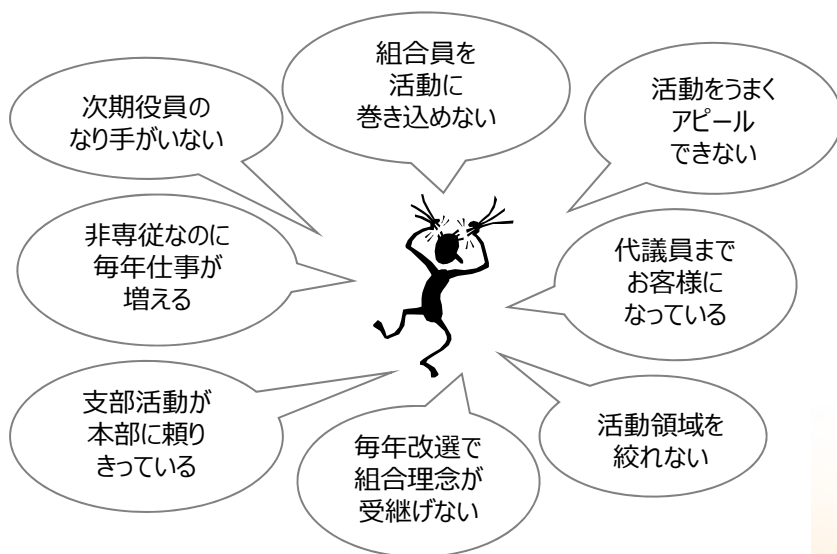 組合員を
活動に
巻き込めない
次期役員の
なり手がいない
活動をうまく
アピール
できない
非専従なのに
毎年仕事が
増える
代議員まで
お客様に
なっている
支部活動が
本部に頼り
きっている
毎年改選で
組合理念が
受継げない
活動領域を
絞れない